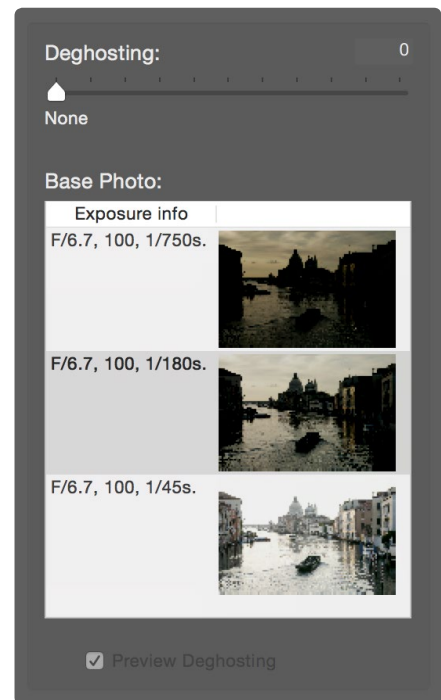 Deghosting:
0
None
Base Photo:
Exposure info
F/6.7, 100, 1/750s.
F/6.7, 100, 1/180s.
F/6.7, 100, 1/45s.
Preview Deghosting